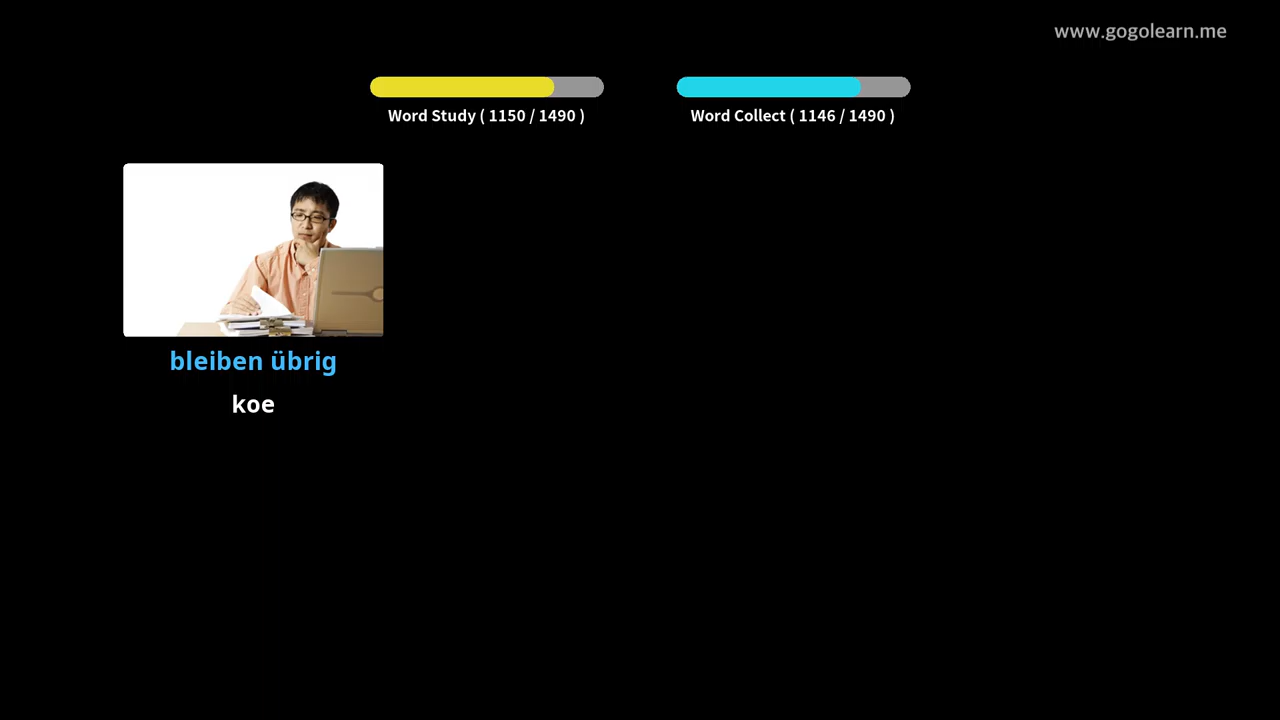 www.gogolearn.me
Word Study ( 1150 / 1490 )
Word Collect ( 1146 / 1490 )
bleiben übrig
koe